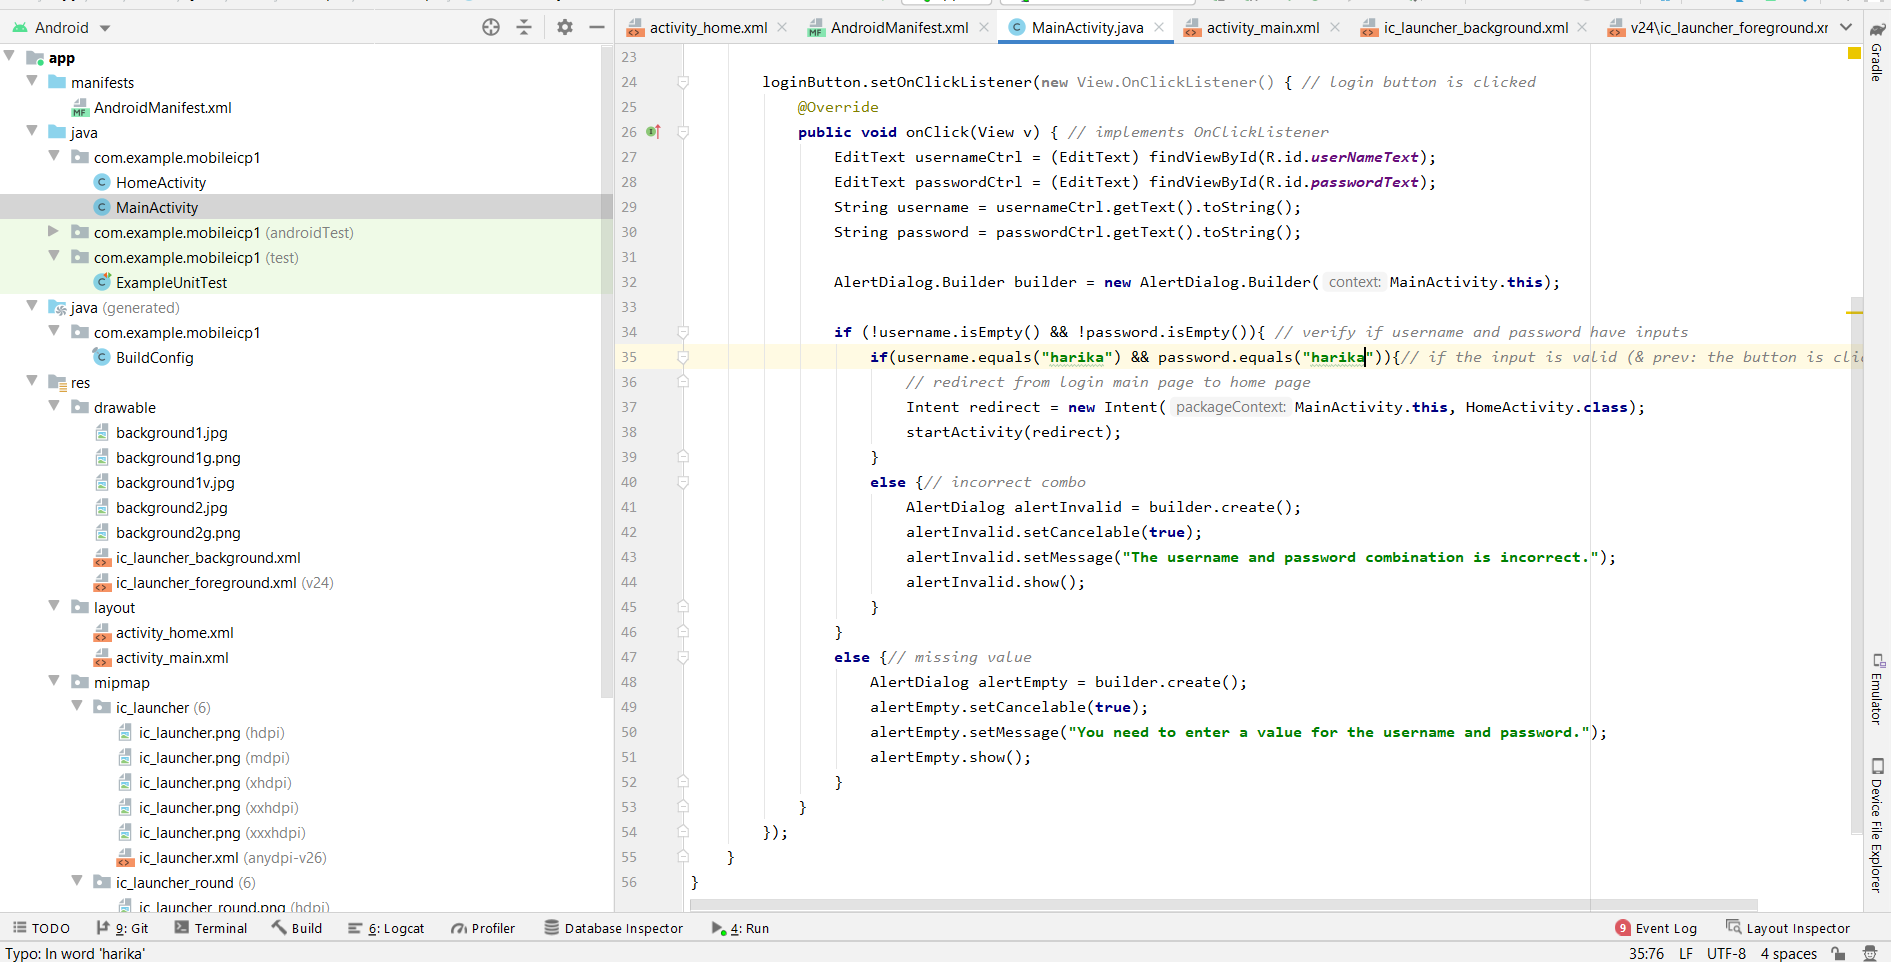 Android
activity_home.xml
AndroidManifest.xml
MainActivity.java
activity_main.xml
ic_launcher_background.xml
v24\ic_launcher_foreground.xr
app
manifests
AndroidManifest.xml
java
com.example.mobileicp1
HomeActivity
MainActivity
com.example.mobileicp1 (androidTest)
com.example.mobileicp1 (test)
ExampleUnitTest
java (generated)
com.example.mobileicp1
BuildConfig
res
drawable
background1.jpg
background1g.png
background1v.jpg
background2.jpg
background2g.png
ic_launcher_background.xml
ic_launcher_foreground.xml (v24)
layout
activity_home.xml
activity_main.xml
mipmap
ic_launcher (6)
ic_launcher.png (hdpi)
ic_launcher.png (mdpi)
ic_launcher.png (xhdpi)
ic_launcher.png (xxhdpi)
ic_launcher.png (xxxhdpi)
ic_launcher.xml (anydpi-v26)
ic_launcher_round (6)
ic_launcher_round.png (hdpi)
23
24 loginButton.setOnClickListener(new View.OnClickListener() { // login button is clicked
25 @Override
26 public void onClick(View v) { // implements OnClickListener
27 EditText usernameCtrl = (EditText) findViewById(R.id.userNameText);
28 EditText passwordCtrl = (EditText) findViewById(R.id.passwordText);
29 String username = usernameCtrl.getText().toString();
30 String password = passwordCtrl.getText().toString();
31
32 AlertDialog.Builder builder = new AlertDialog.Builder( context: MainActivity.this);
33
34 if (!username.isEmpty() && !password.isEmpty()){ // verify if username and password have inputs
35 if(username.equals("harika") && password.equals("harika")){// if the input is valid (& prev: the button is clic
36 // redirect from login main page to home page
37 Intent redirect = new Intent( packageContext: MainActivity.this, HomeActivity.class);
38 startActivity(redirect);
39 }
40 else {// incorrect combo
41 AlertDialog alertInvalid = builder.create();
42 alertInvalid.setCancelable(true);
43 alertInvalid.setMessage("The username and password combination is incorrect.");
44 alertInvalid.show();
45 }
46 }
47 else {// missing value
48 AlertDialog alertEmpty = builder.create();
49 alertEmpty.setCancelable(true);
50 alertEmpty.setMessage("You need to enter a value for the username and password.");
51 alertEmpty.show();
52 }
53 }
54 });
55 }
56 }
Gradle
Emulator
Device File Explorer
TODO
9: Git
Terminal
Build
6: Logcat
Profiler
Database Inspector
4: Run
9 Event Log
Layout Inspector
Typo: In word 'harika'
35:76 LF UTF-8 4 spaces